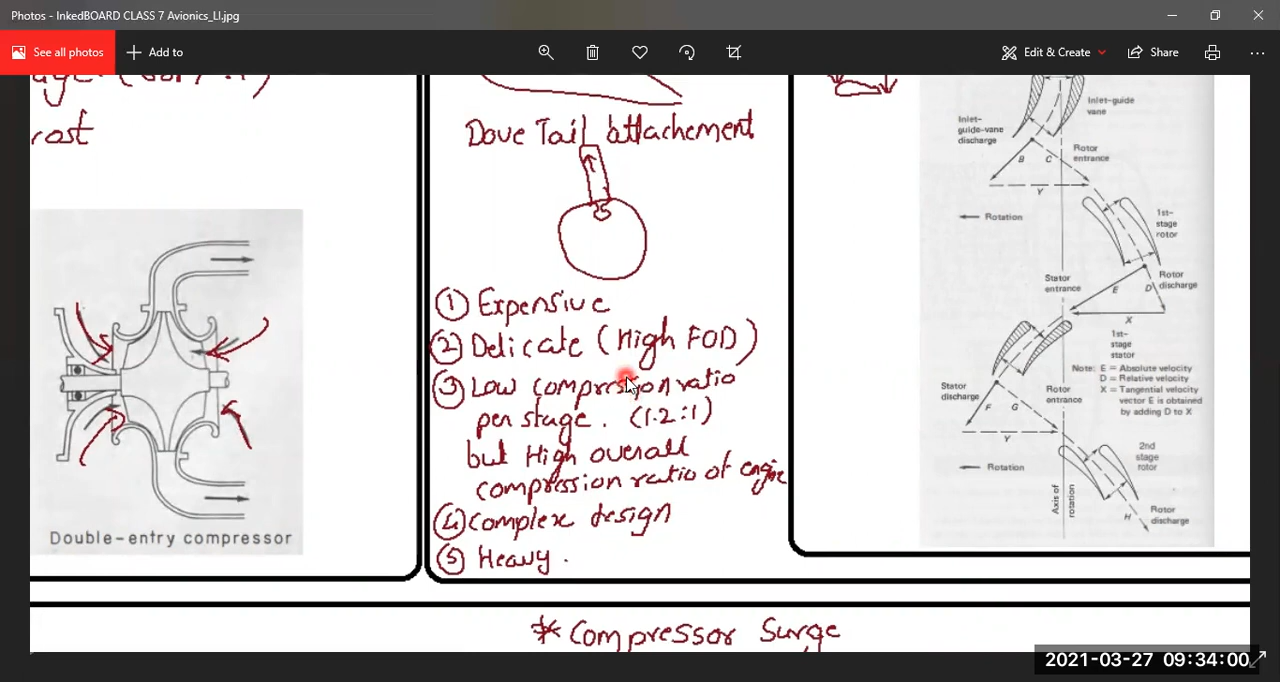 Photos - InkedBOARD CLASS 7 Avionics_LI.jpg
See all photos
Add to
Edit & Create
Share
rost
Double-entry compressor
Dove Tail attachement
① Expensive
② Delicate (High FOD)
③ Low compression ratio
per stage. (1.2:1)
but High overall
compression ratio of engine
④ Complex design
⑤ Heavy.
Inlet-guide
vane
Inlet-
guide-vane
discharge
Rotor
entrance
B
C
Y
Rotation
1st-
stage
rotor
Stator
entrance
Rotor
discharge
E
D
X
1st-
stage
stator
Note: E = Absolute velocity
D = Relative velocity
X = Tangential velocity
vector E is obtained
by adding D to X
Stator
discharge
Rotor
entrance
F
G
Y
2nd
stage
rotor
Rotation
Axis of
rotation
H
Rotor
discharge
* Compressor Surge
2021-03-27 09:34:00